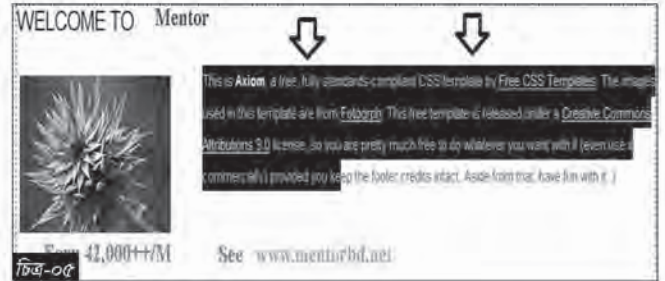 WELCOME TO Mentor
This is Axiom, a free, fully standards-compliant CSS template by Free CSS Templates. The images
used in this template are from Fotogrph. This free template is released under a Creative Commons
Attributions 3.0 license, so you are pretty much free to do whatever you want with it (even use it
commercially) provided you keep the footer credits intact. Aside from that, have fun with it :)
42,000++/M See www.mentorbd.net
চিত্র-০৫